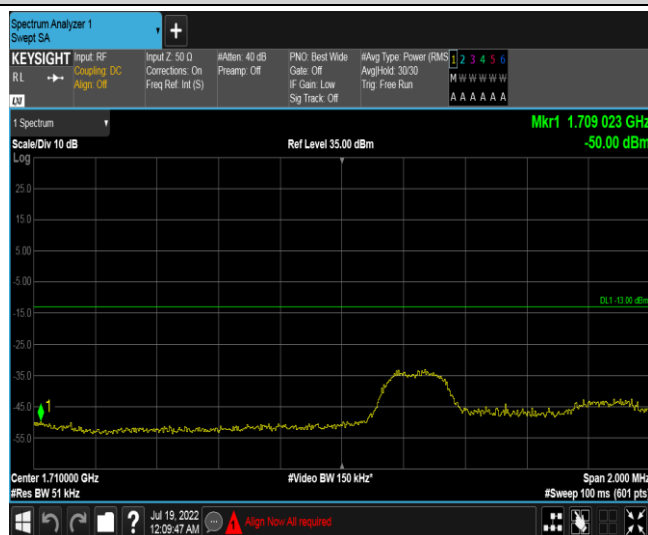 Spectrum Analyzer 1
Swept SA
+
KEYSIGHT
RL
LXI
Input: RF
Coupling: DC
Align: Off
Input Z: 50 Ω
Corrections: On
Freq Ref: Int (S)
#Atten: 40 dB
Preamp: Off
PNO: Best Wide
Gate: Off
IF Gain: Low
Sig Track: Off
#Avg Type: Power (RMS
Avg|Hold: 30/30
Trig: Free Run
1 2 3 4 5 6
M W W W W W
A A A A A A
1 Spectrum
Mkr1 1.709 023 GHz
Scale/Div 10 dB
Ref Level 35.00 dBm
-50.00 dBm
Log
25.0
15.0
5.00
-5.00
DL1 -13.00 dBm
-15.0
-25.0
-35.0
-45.0
1
-55.0
Center 1.710000 GHz
#Video BW 150 kHz*
Span 2.000 MHz
#Res BW 51 kHz
#Sweep 100 ms (601 pts)
?
Jul 19, 2022
12:09:47 AM
Align Now All required